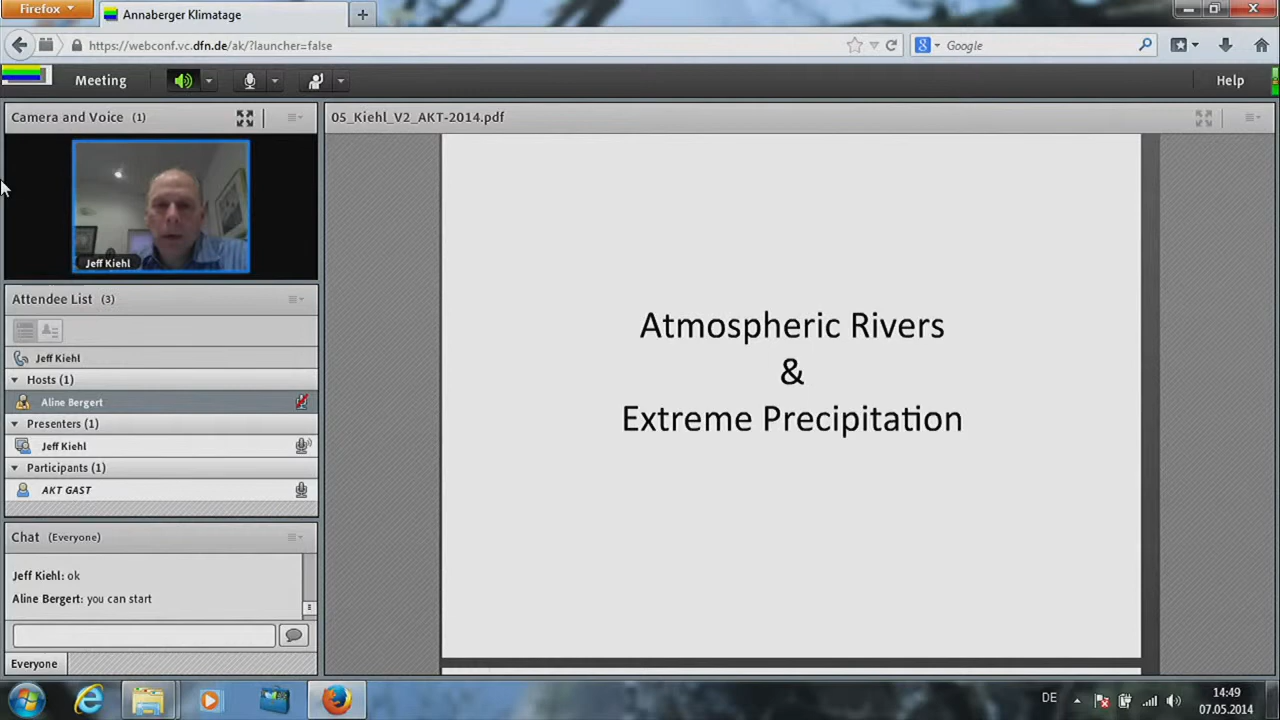 Firefox
Annaberger Klimatage
https://webconf.vc.dfn.de/ak/?launcher=false
Google
Meeting
Help
Camera and Voice (1)
05_Kiehl_V2_AKT-2014.pdf
Jeff Kiehl
Atmospheric Rivers
&
Extreme Precipitation
Attendee List (3)
Jeff Kiehl
Hosts (1)
Aline Bergert
Presenters (1)
Jeff Kiehl
Participants (1)
AKT GAST
Chat (Everyone)
Jeff Kiehl: ok
Aline Bergert: you can start
Everyone
DE
14:49
07.05.2014